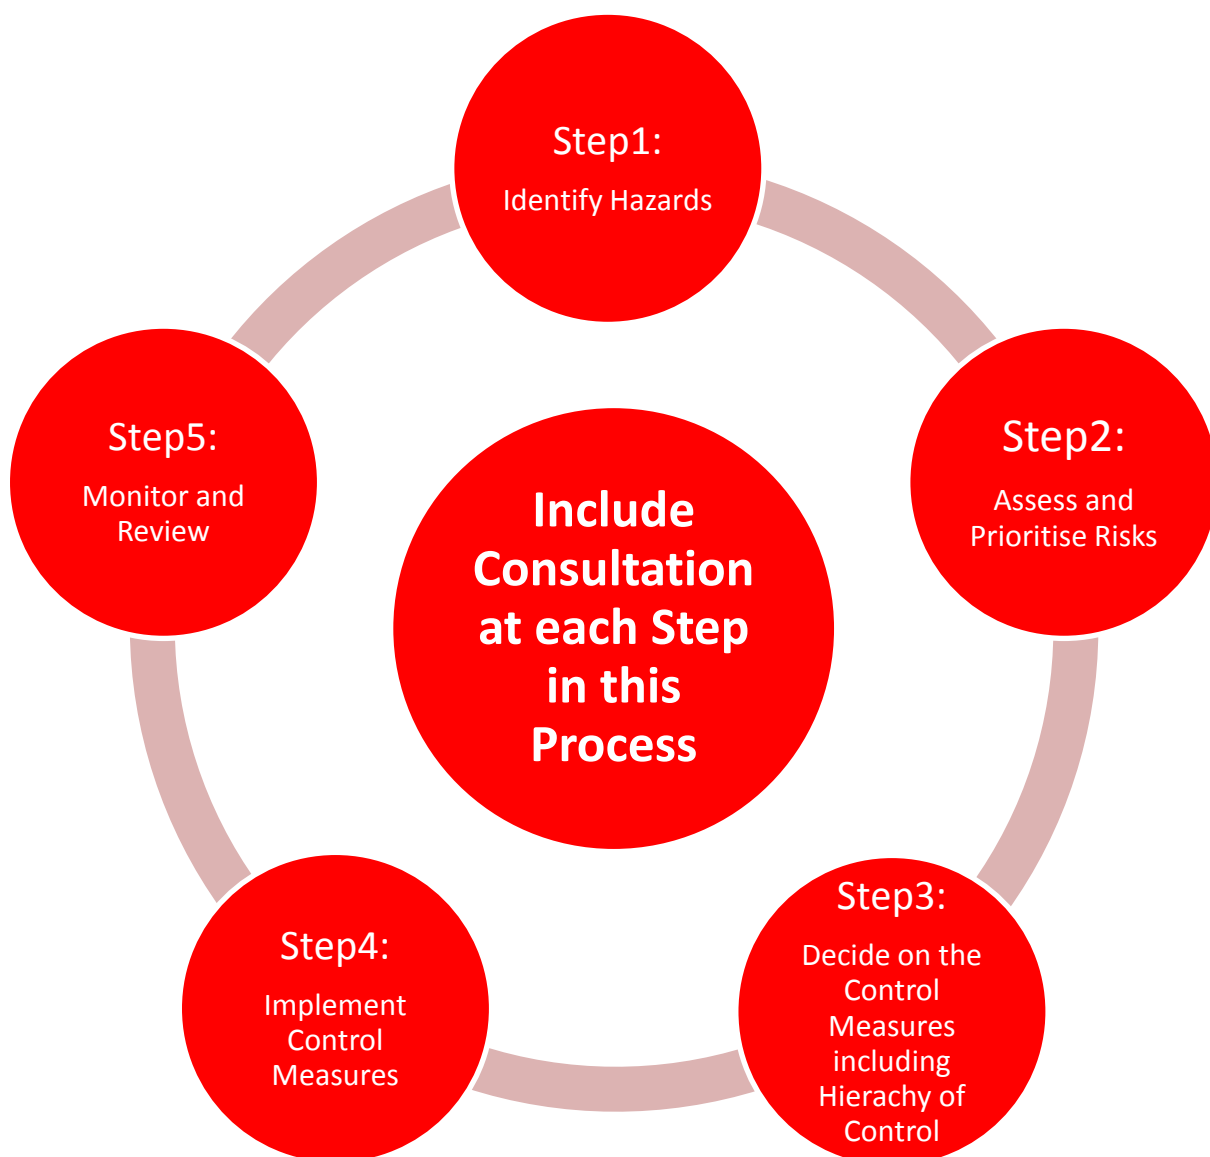 Step1:
Identify Hazards
Step2:
Assess and
Prioritise Risks
Step3:
Decide on the
Control
Measures
including
Hierachy of
Control
Step4:
Implement
Control
Measures
Step5:
Monitor and
Review
Include
Consultation
at each Step
in this
Process